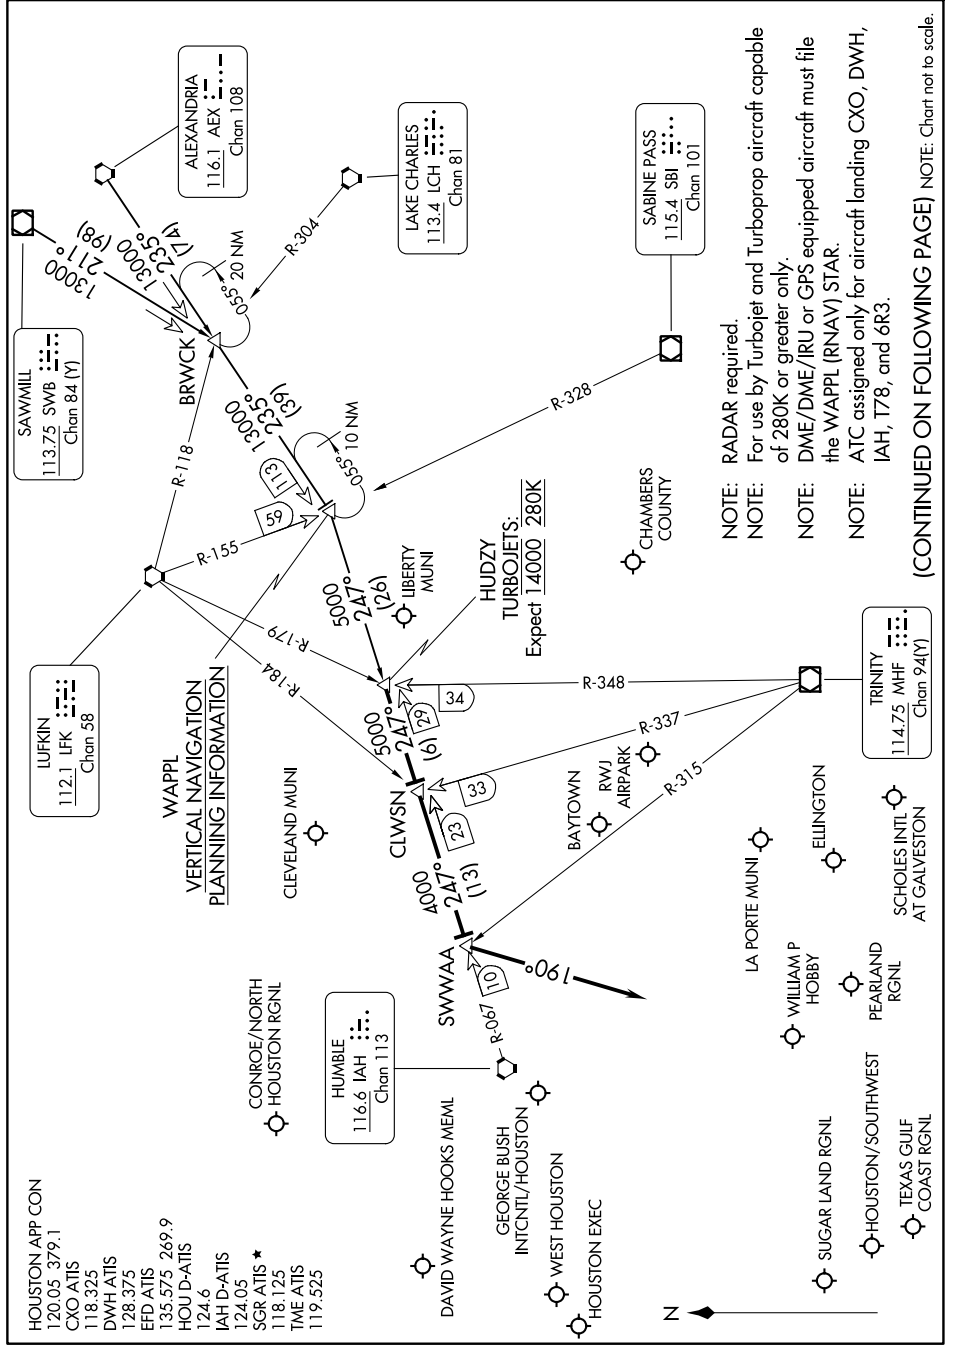 HOUSTON APP CON
120.05 379.1
CXO ATIS
118.325
DWH ATIS
128.375
EFD ATIS
135.575 269.9
HOU D-ATIS
124.6
IAH D-ATIS
124.05
SGR ATIS ★
118.125
TME ATIS
119.525
LUFKIN
112.1 LFK
Chan 58
SAWMILL
113.75 SWB
Chan 84 (Y)
ALEXANDRIA
116.1 AEX
Chan 108
LAKE CHARLES
113.4 LCH
Chan 81
SABINE PASS
115.4 SBI
Chan 101
TRINITY
114.75 MHF
Chan 94(Y)
HUMBLE
116.6 IAH
Chan 113
WAPPL
VERTICAL NAVIGATION
PLANNING INFORMATION
HUDZY
TURBOJETS:
Expect 14000 280K
13000
211°
(98)
13000
235°
(74)
BRWCK
055° 20 NM
R-304
R-118
13000
235°
(39)
055° 10 NM
R-328
113
59
R-155
R-179
R-184
5000
247°
(26)
5000
247°
(6)
29
34
R-348
CLWSN
33
R-337
23
4000
247°
(13)
SWWAA
R-315
10
R-067
190°
CONROE/NORTH
HOUSTON RGNL
CLEVELAND MUNI
LIBERTY
MUNI
CHAMBERS
COUNTY
DAVID WAYNE HOOKS MEML
GEORGE BUSH
INTCNTL/HOUSTON
WEST HOUSTON
HOUSTON EXEC
BAYTOWN
RWJ
AIRPARK
LA PORTE MUNI
ELLINGTON
WILLIAM P
HOBBY
PEARLAND
RGNL
SCHOLES INTL
AT GALVESTON
SUGAR LAND RGNL
HOUSTON/SOUTHWEST
TEXAS GULF
COAST RGNL
N
NOTE: RADAR required.
NOTE: For use by Turbojet and Turboprop aircraft capable
of 280K or greater only.
NOTE: DME/DME/IRU or GPS equipped aircraft must file
the WAPPL (RNAV) STAR.
NOTE: ATC assigned only for aircraft landing CXO, DWH,
IAH, T78, and 6R3.
(CONTINUED ON FOLLOWING PAGE) NOTE: Chart not to scale.